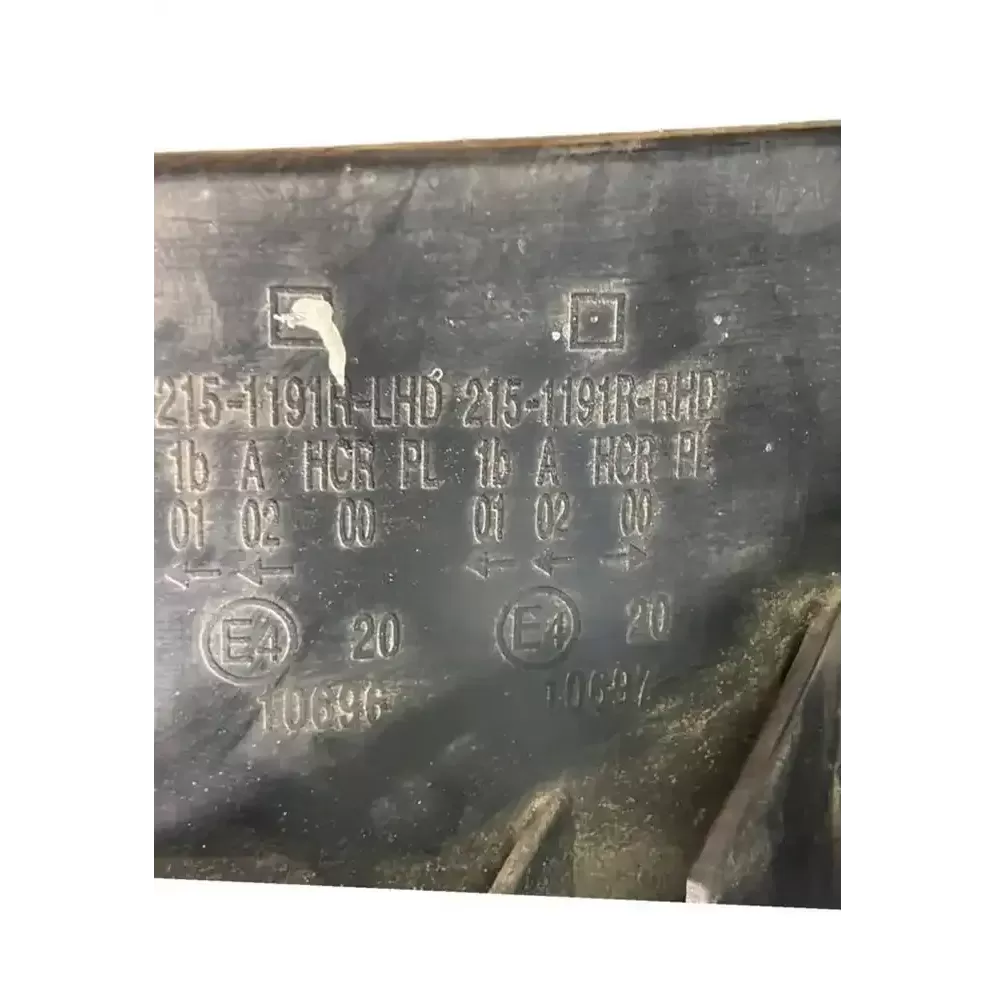 215-1191R-LHD 215-1191R-RHD
1b A HCR PL 1b A HCR PL
01 02 00 01 02 00
← ← ← ← →
E4 20 E4 20
10696 10697